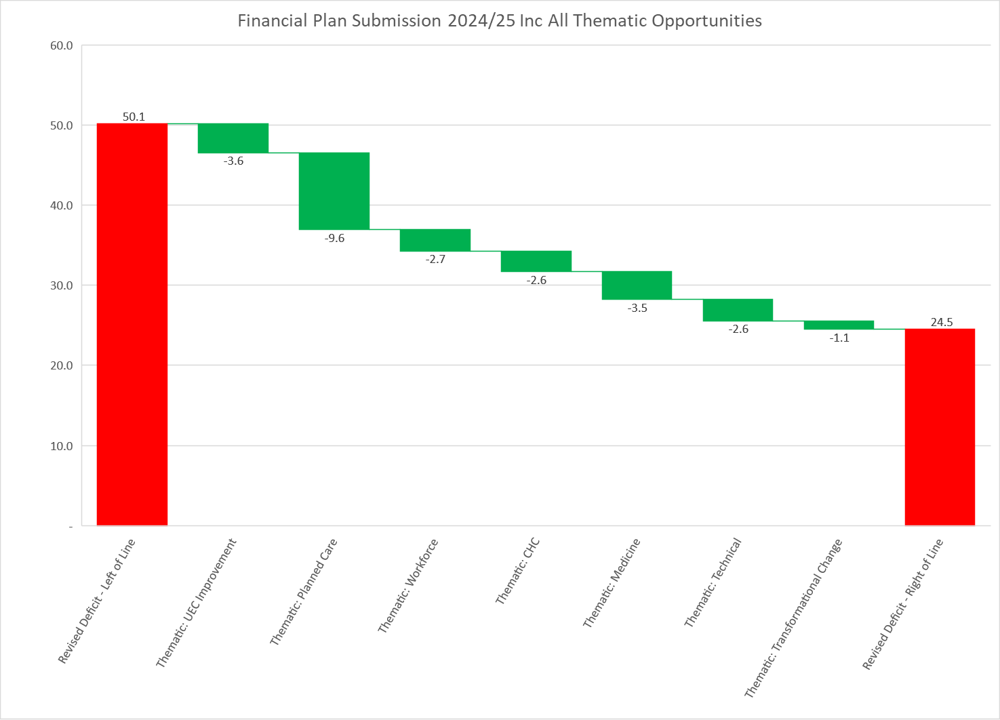 Financial Plan Submission 2024/25 Inc All Thematic Opportunities
60.0
50.0
40.0
30.0
20.0
10.0
-
50.1
-3.6
-9.6
-2.7
-2.6
-3.5
-2.6
-1.1
24.5
Revised Deficit - Left of Line
Thematic: UEC Improvement
Thematic: Planned Care
Thematic: Workforce
Thematic: CHC
Thematic: Medicine
Thematic: Technical
Thematic: Transformational Change
Revised Deficit - Right of Line